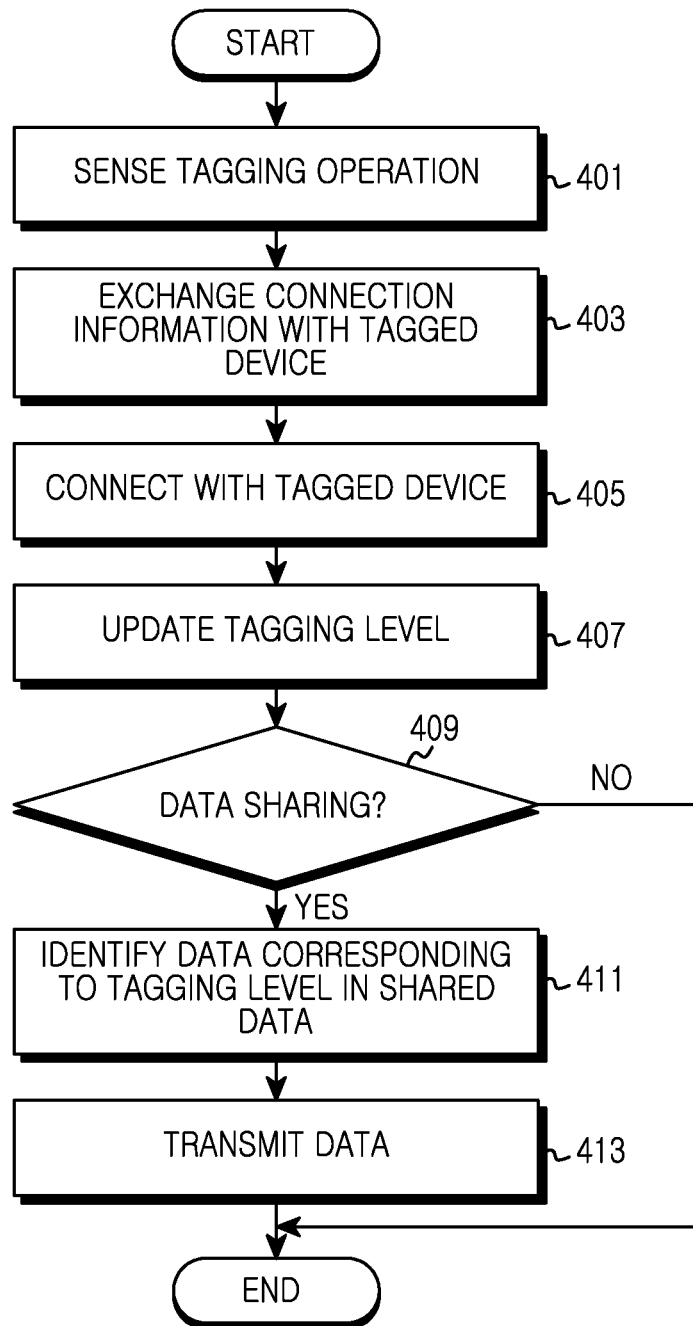 START
SENSE TAGGING OPERATION
401
EXCHANGE CONNECTION
INFORMATION WITH TAGGED
DEVICE
403
CONNECT WITH TAGGED DEVICE
405
UPDATE TAGGING LEVEL
407
409
DATA SHARING?
NO
YES
IDENTIFY DATA CORRESPONDING
TO TAGGING LEVEL IN SHARED
DATA
411
TRANSMIT DATA
413
END